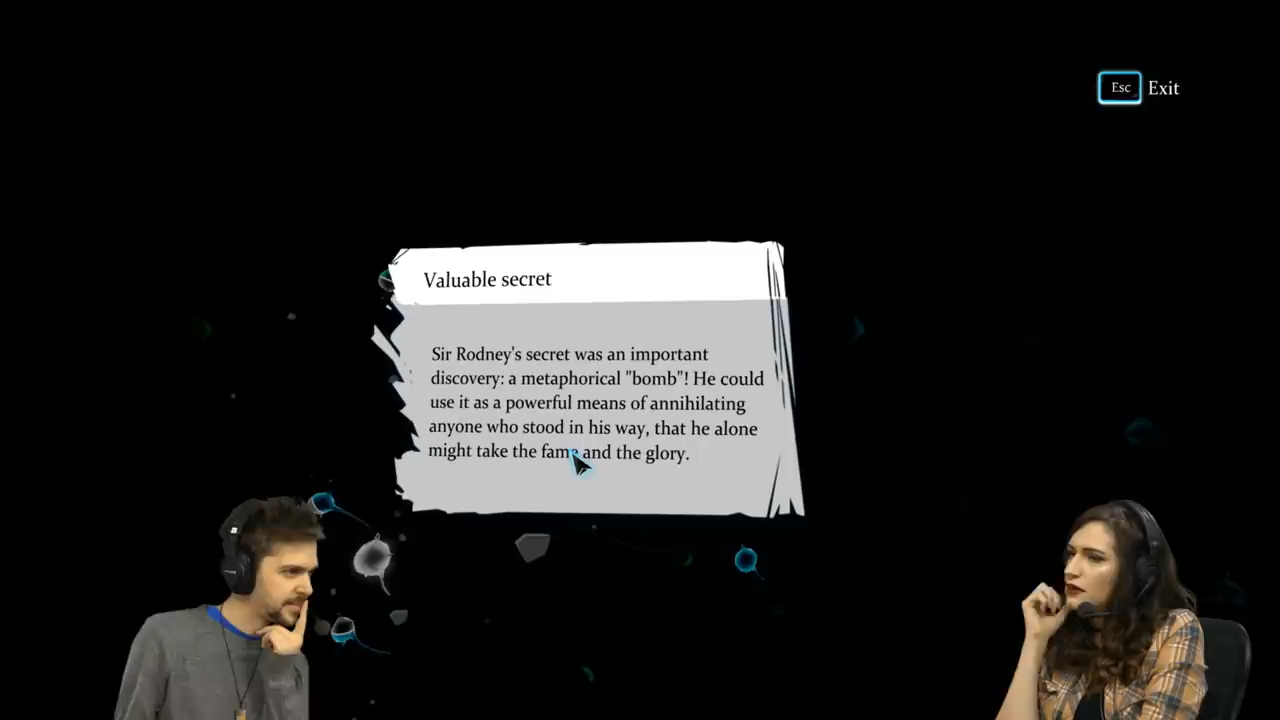 Esc Exit
Valuable secret
Sir Rodney's secret was an important
discovery: a metaphorical "bomb"! He could
use it as a powerful means of annihilating
anyone who stood in his way, that he alone
might take the fame and the glory.